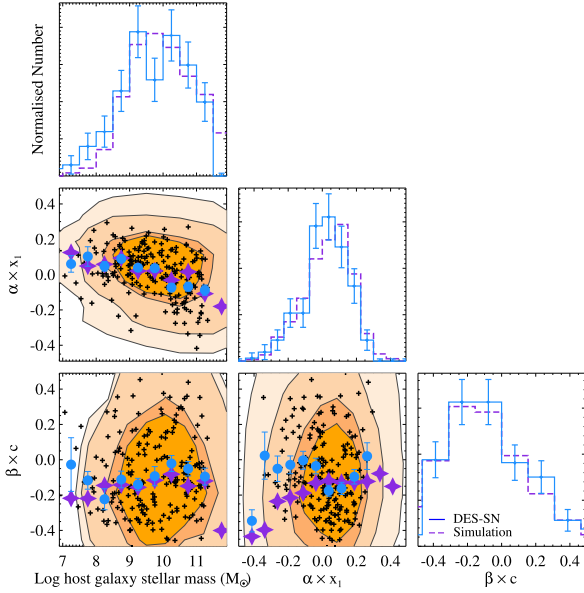 Normalised Number
α × x₁
0.4
0.2
0.0
-0.2
-0.4
β × c
0.4
0.2
0.0
-0.2
-0.4
7 8 9 10 11
Log host galaxy stellar mass (M⊙)
-0.4 -0.2 0.0 0.2 0.4
α × x₁
DES-SN
Simulation
-0.4 -0.2 0.0 0.2 0.4
β × c